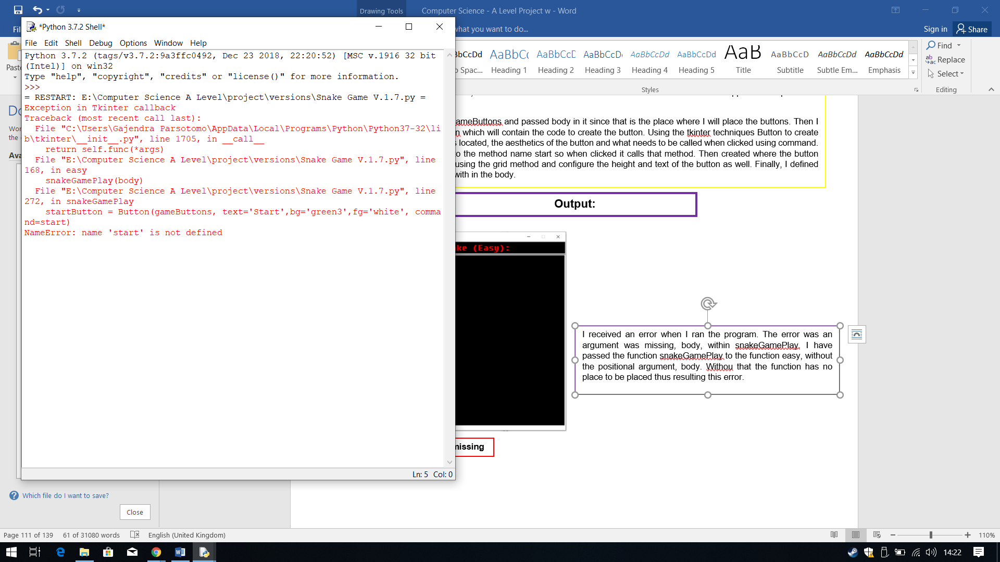 Drawing Tools
Computer Science - A Level Project w - Word
*Python 3.7.2 Shell*
what you want to do...
Sign in
Share
File Edit Shell Debug Options Window Help
Python 3.7.2 (tags/v3.7.2:9a3ffc0492, Dec 23 2018, 22:20:52) [MSC v.1916 32 bit
(Intel)] on win32
Type "help", "copyright", "credits" or "license()" for more information.
>>>
= RESTART: E:\Computer Science A Level\project\versions\Snake Game V.1.7.py =
Exception in Tkinter callback
Traceback (most recent call last):
File "C:\Users\Gajendra Parsotomo\AppData\Local\Programs\Python\Python37-32\li
b\tkinter\__init__.py", line 1705, in __call__
return self.func(*args)
File "E:\Computer Science A Level\project\versions\Snake Game V.1.7.py", line
168, in easy
snakeGamePlay(body)
File "E:\Computer Science A Level\project\versions\Snake Game V.1.7.py", line
272, in snakeGamePlay
startButton = Button(gameButtons, text='Start',bg='green3',fg='white', comma
nd=start)
NameError: name 'start' is not defined
Ln: 5 Col: 0
Paste
bCcDd AaBbC( AaBbCcE AaBbCcD AaBbCcDd AaBbCcDd AaB AaBbCcD AaBbCcDd AaBbCcDd
Spac... Heading 1 Heading 2 Heading 3 Heading 4 Heading 5 Title Subtitle Subtle Em... Emphasis
Styles
Find
Replace
Select
Editing
ameButtons and passed body in it since that is the place where I will place the buttons. Then I
which will contain the code to create the button. Using the tkinter techniques Button to create
located, the aesthetics of the button and what needs to be called when clicked using command.
o the method name start so when clicked it calls that method. Then created where the button
using the grid method and configure the height and text of the button as well. Finally, I defined
with in the body.
Output:
ke (Easy):
I received an error when I ran the program. The error was an
argument was missing, body, within snakeGamePlay. I have
passed the function snakeGamePlay to the function easy, without
the positional argument, body. Withou that the function has no
place to be placed thus resulting this error.
missing
Which file do I want to save?
Close
Page 111 of 139 61 of 31080 words English (United Kingdom)
110%
14:22